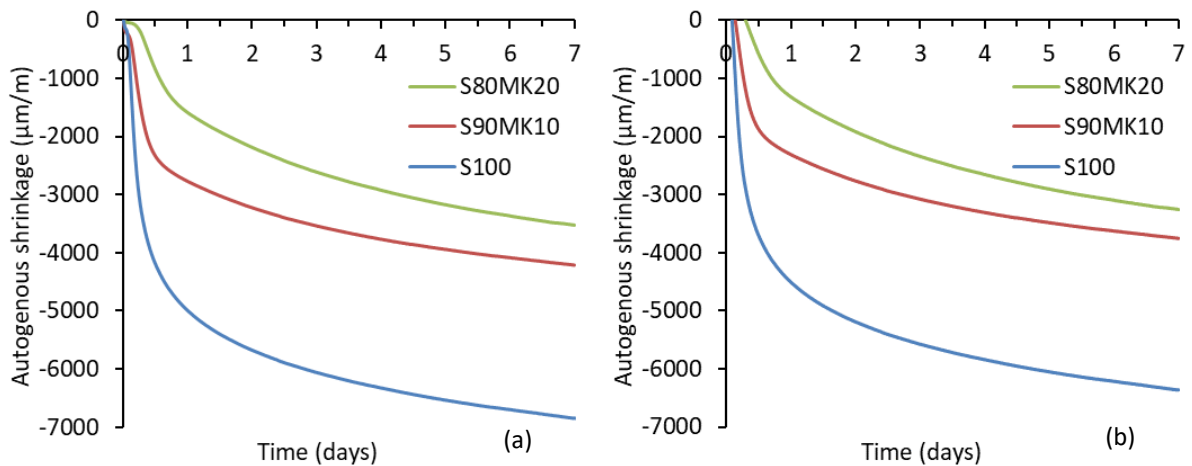 0
-1000
-2000
-3000
-4000
-5000
-6000
-7000
Autogenous shrinkage (µm/m)
0 1 2 3 4 5 6 7
S80MK20
S90MK10
S100
Time (days)
(a)
0
-1000
-2000
-3000
-4000
-5000
-6000
-7000
Autogenous shrinkage (µm/m)
0 1 2 3 4 5 6 7
S80MK20
S90MK10
S100
Time (days)
(b)